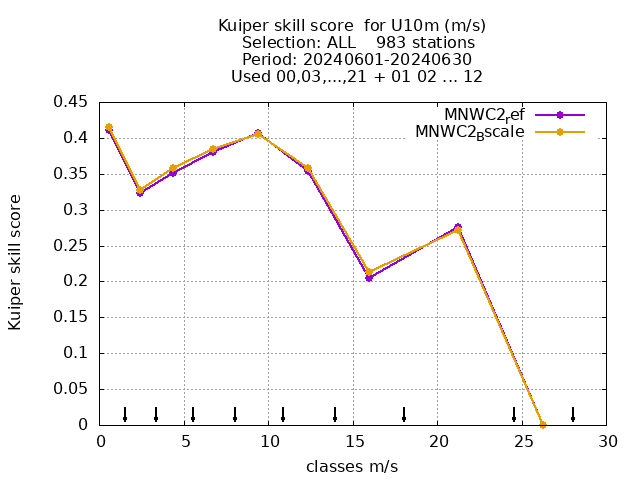 Kuiper skill score  for U10m (m/s)
Selection: ALL    983 stations
Period: 20240601-20240630
Used 00,03,...,21 + 01 02 ... 12
MNWC2_ref
MNWC2_Bscale
Kuiper skill score
0.45
0.4
0.35
0.3
0.25
0.2
0.15
0.1
0.05
0
0 5 10 15 20 25 30
classes m/s